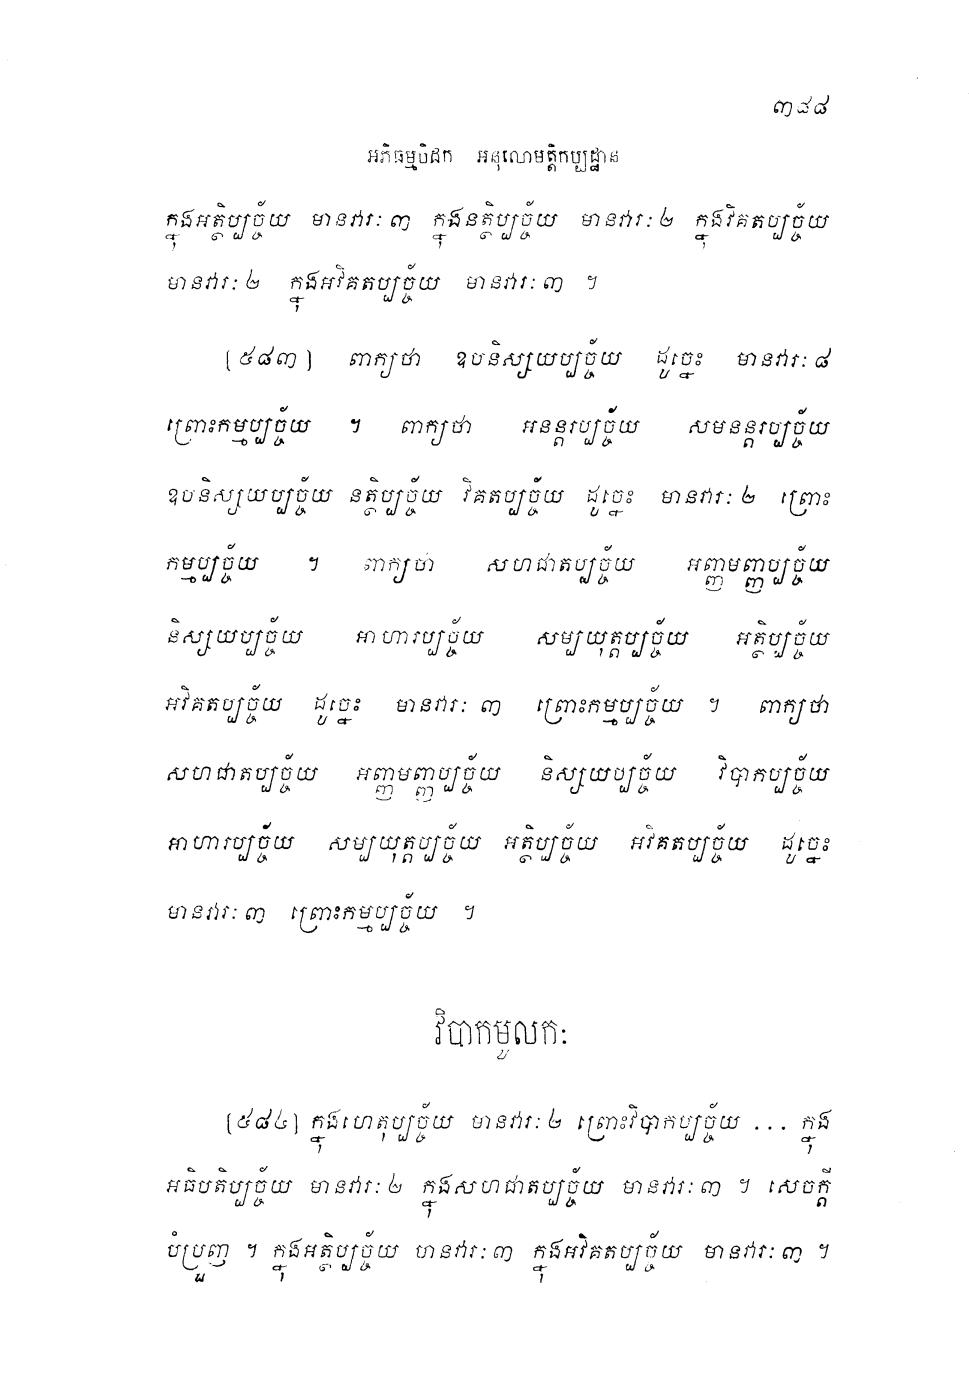 ៣៨៨
អភិធម្មបិដក អនុលោមត្តិកប្បដ្ឋាន
ក្នុងអត្ថិប្បច្ច័យ មានវារៈ ៣ ក្នុងនត្ថិប្បច្ច័យ មានវារៈ ២ ក្នុងវិគតប្បច្ច័យ
មានវារៈ ២ ក្នុងអវិគតប្បច្ច័យ មានវារៈ ៣ ។
[៥៨៣] ពាក្យថា ឧបនិស្សយប្បច្ច័យ ដូច្នេះ មានវារៈ ៨
ព្រោះកម្មប្បច្ច័យ ។ ពាក្យថា អនន្តរប្បច្ច័យ សមនន្តរប្បច្ច័យ
ឧបនិស្សយប្បច្ច័យ នត្ថិប្បច្ច័យ វិគតប្បច្ច័យ ដូច្នេះ មានវារៈ ២ ព្រោះ
កម្មប្បច្ច័យ ។ ពាក្យថា សហជាតប្បច្ច័យ អញ្ញមញ្ញប្បច្ច័យ
និស្សយប្បច្ច័យ អាហារប្បច្ច័យ សម្បយុត្តប្បច្ច័យ អត្ថិប្បច្ច័យ
អវិគតប្បច្ច័យ ដូច្នេះ មានវារៈ ៣ ព្រោះកម្មប្បច្ច័យ ។ ពាក្យថា
សហជាតប្បច្ច័យ អញ្ញមញ្ញប្បច្ច័យ និស្សយប្បច្ច័យ វិបាកប្បច្ច័យ
អាហារប្បច្ច័យ សម្បយុត្តប្បច្ច័យ អត្ថិប្បច្ច័យ អវិគតប្បច្ច័យ ដូច្នេះ
មានវារៈ ៣ ព្រោះកម្មប្បច្ច័យ ។
វិបាកមូលកៈ
[៥៨៤] ក្នុងហេតុប្បច្ច័យ មានវារៈ ២ ព្រោះវិបាកប្បច្ច័យ ... ក្នុង
អធិបតិប្បច្ច័យ មានវារៈ ២ ក្នុងសហជាតប្បច្ច័យ មានវារៈ ៣ ។ សេចក្តី
បំប្រួញ ។ ក្នុងអត្ថិប្បច្ច័យ មានវារៈ ៣ ក្នុងអវិគតប្បច្ច័យ មានវារៈ ៣ ។